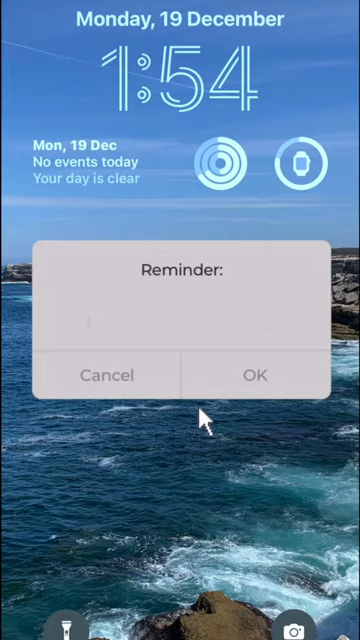 Monday, 19 December
1:54
Mon, 19 Dec
No events today
Your day is clear
Reminder:
Cancel
OK